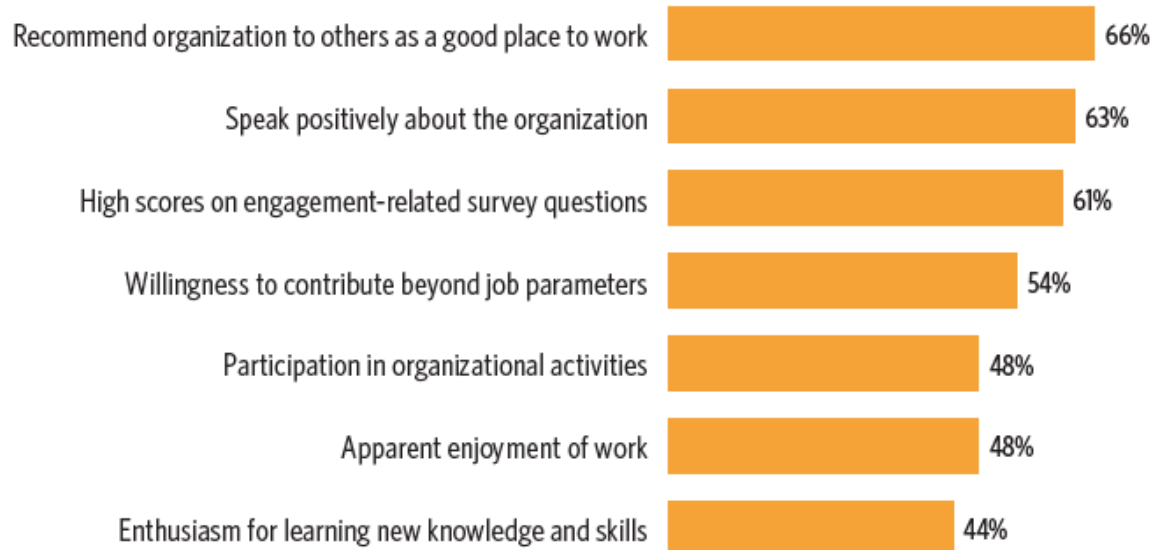 Recommend organization to others as a good place to work 66%
Speak positively about the organization 63%
High scores on engagement-related survey questions 61%
Willingness to contribute beyond job parameters 54%
Participation in organizational activities 48%
Apparent enjoyment of work 48%
Enthusiasm for learning new knowledge and skills 44%